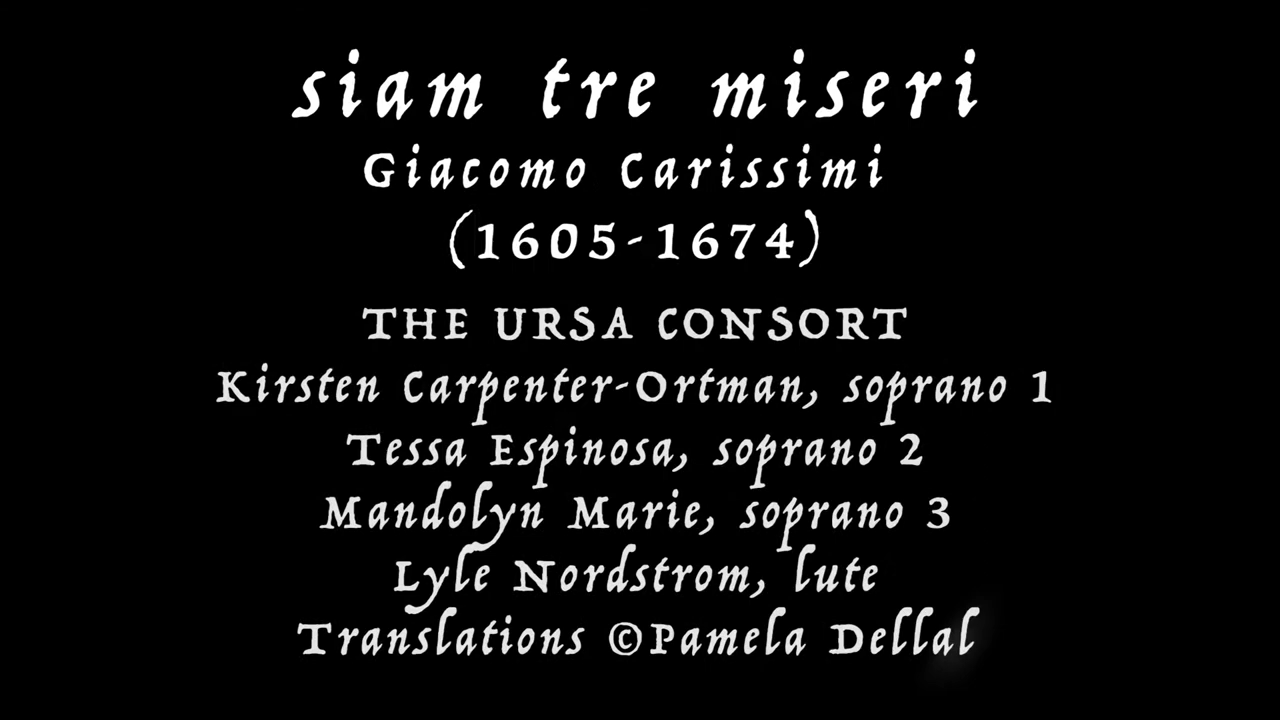 siam tre miseri
Giacomo Carissimi
(1605-1674)
THE URSA CONSORT
Kirsten Carpenter-Ortman, soprano 1
Tessa Espinosa, soprano 2
Mandolyn Marie, soprano 3
Lyle Nordstrom, lute
Translations ©Pamela Dellal